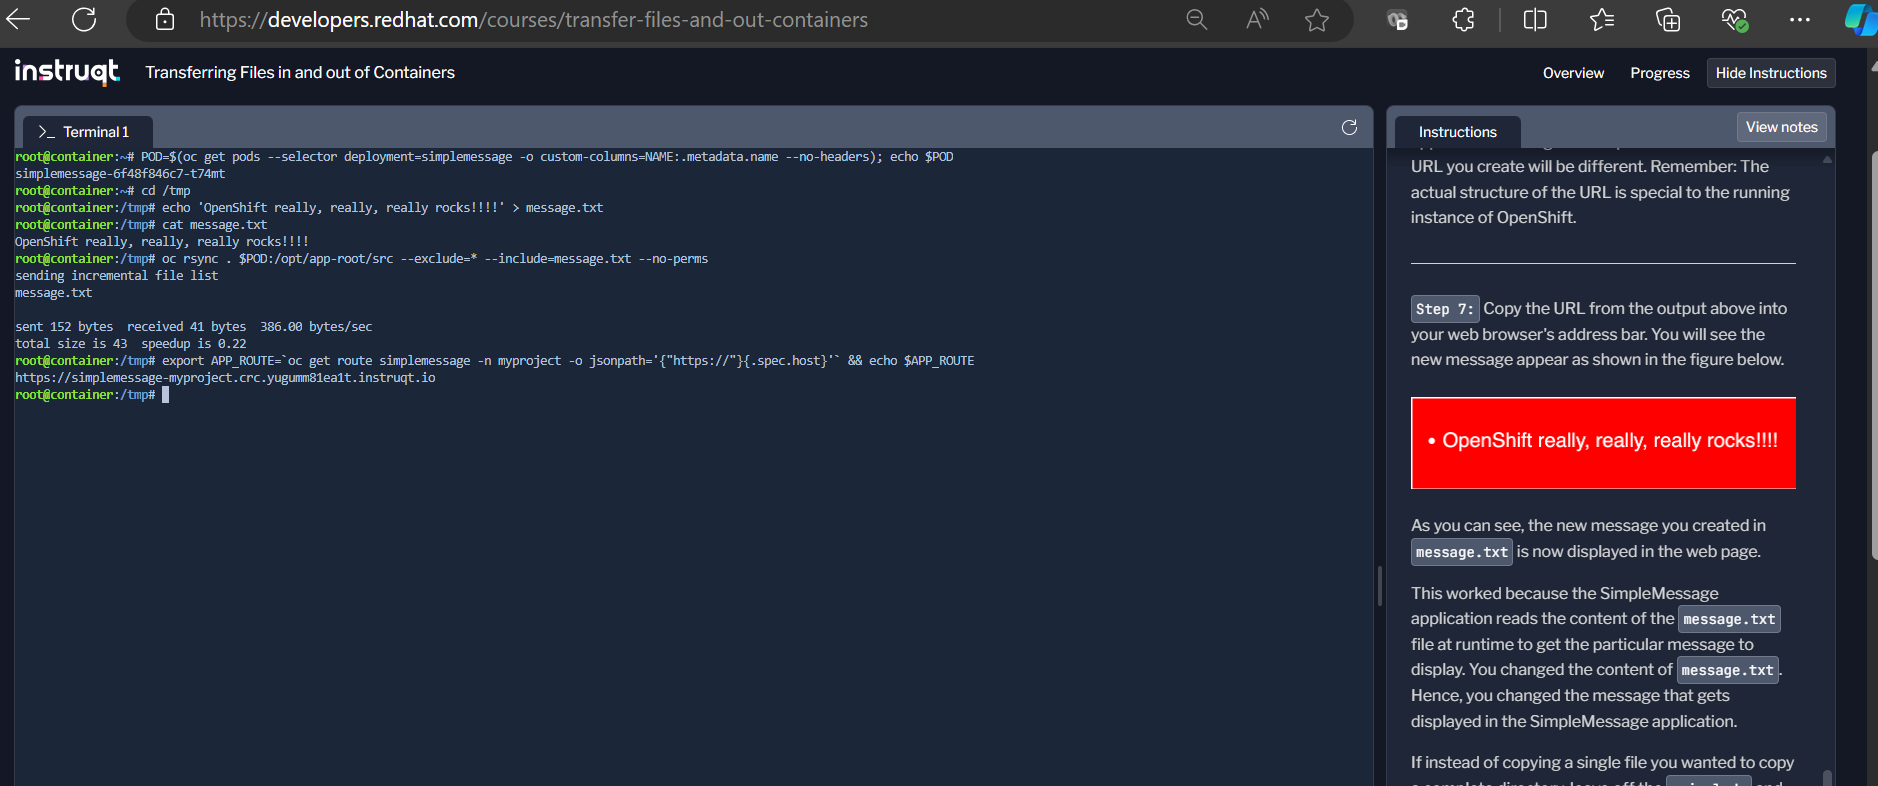 https://developers.redhat.com/courses/transfer-files-and-out-containers
instruqt
Transferring Files in and out of Containers
Overview
Progress
Hide Instructions
>_ Terminal 1
root@container:~# POD=$(oc get pods --selector deployment=simplemessage -o custom-columns=NAME:.metadata.name --no-headers); echo $POD
simplemessage-6f48f846c7-t74mt
root@container:~# cd /tmp
root@container:/tmp# echo 'OpenShift really, really, really rocks!!!!' > message.txt
root@container:/tmp# cat message.txt
OpenShift really, really, really rocks!!!!
root@container:/tmp# oc rsync . $POD:/opt/app-root/src --exclude=* --include=message.txt --no-perms
sending incremental file list
message.txt
sent 152 bytes  received 41 bytes  386.00 bytes/sec
total size is 43  speedup is 0.22
root@container:/tmp# export APP_ROUTE=`oc get route simplemessage -n myproject -o jsonpath='{"https://"}{.spec.host}'` && echo $APP_ROUTE
https://simplemessage-myproject.crc.yugumm81ea1t.instruqt.io
root@container:/tmp#
Instructions
View notes
URL you create will be different. Remember: The
actual structure of the URL is special to the running
instance of OpenShift.
Step 7: Copy the URL from the output above into
your web browser's address bar. You will see the
new message appear as shown in the figure below.
• OpenShift really, really, really rocks!!!!
As you can see, the new message you created in
message.txt is now displayed in the web page.
This worked because the SimpleMessage
application reads the content of the message.txt
file at runtime to get the particular message to
display. You changed the content of message.txt.
Hence, you changed the message that gets
displayed in the SimpleMessage application.
If instead of copying a single file you wanted to copy